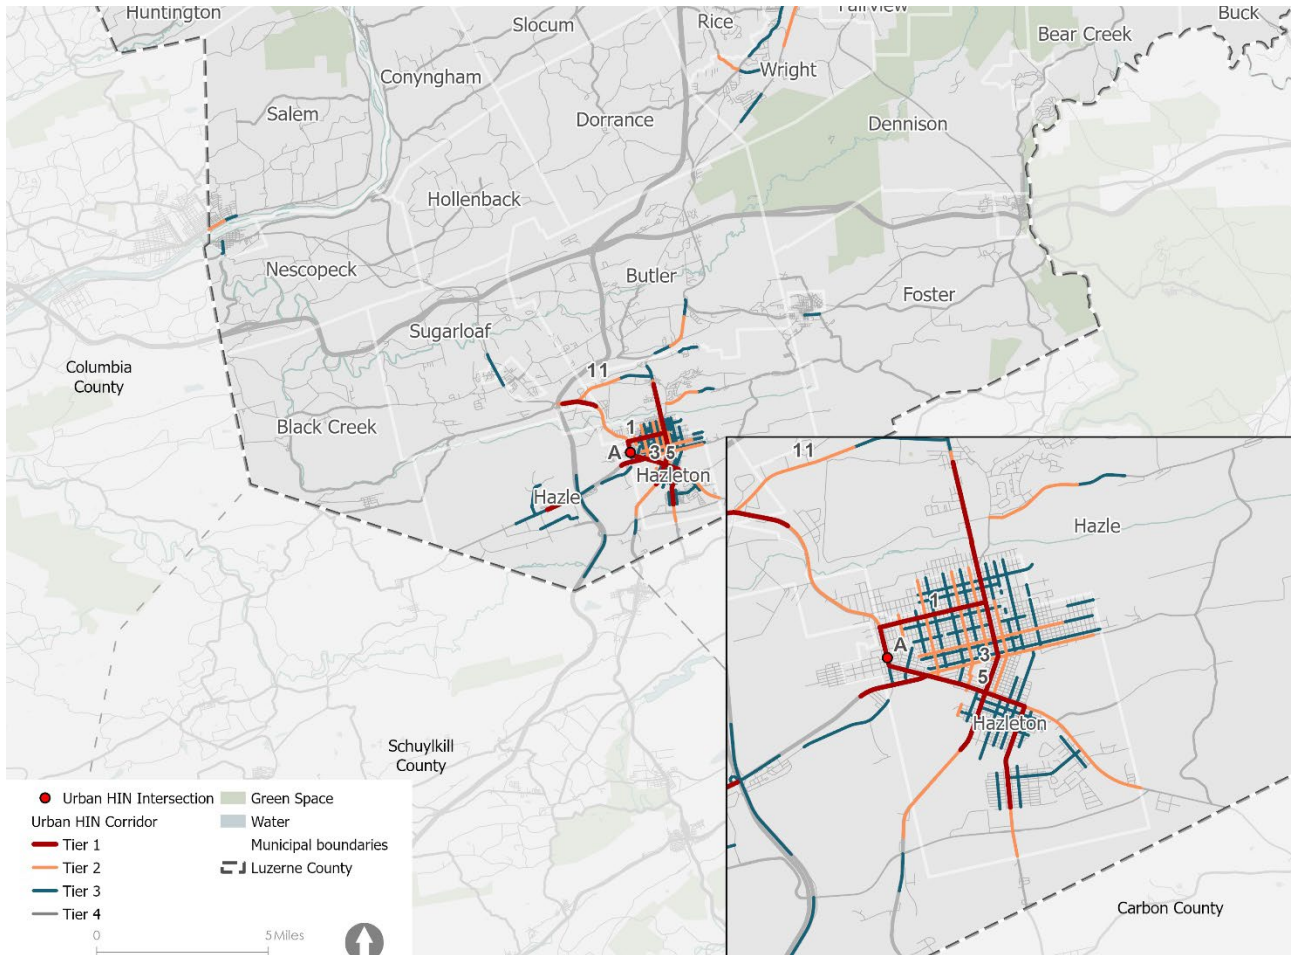 Huntington
Slocum
Rice
Fairview
Buck
Bear Creek
Conyngham
Wright
Salem
Dorrance
Dennison
Hollenback
Nescopeck
Butler
Foster
Sugarloaf
Columbia
County
11
Black Creek
1
A
3
5
Hazleton
Hazle
11
Hazle
1
A
3
5
Hazleton
Schuylkill
County
Carbon County
Urban HIN Intersection
Urban HIN Corridor
Tier 1
Tier 2
Tier 3
Tier 4
Green Space
Water
Municipal boundaries
Luzerne County
0
5 Miles